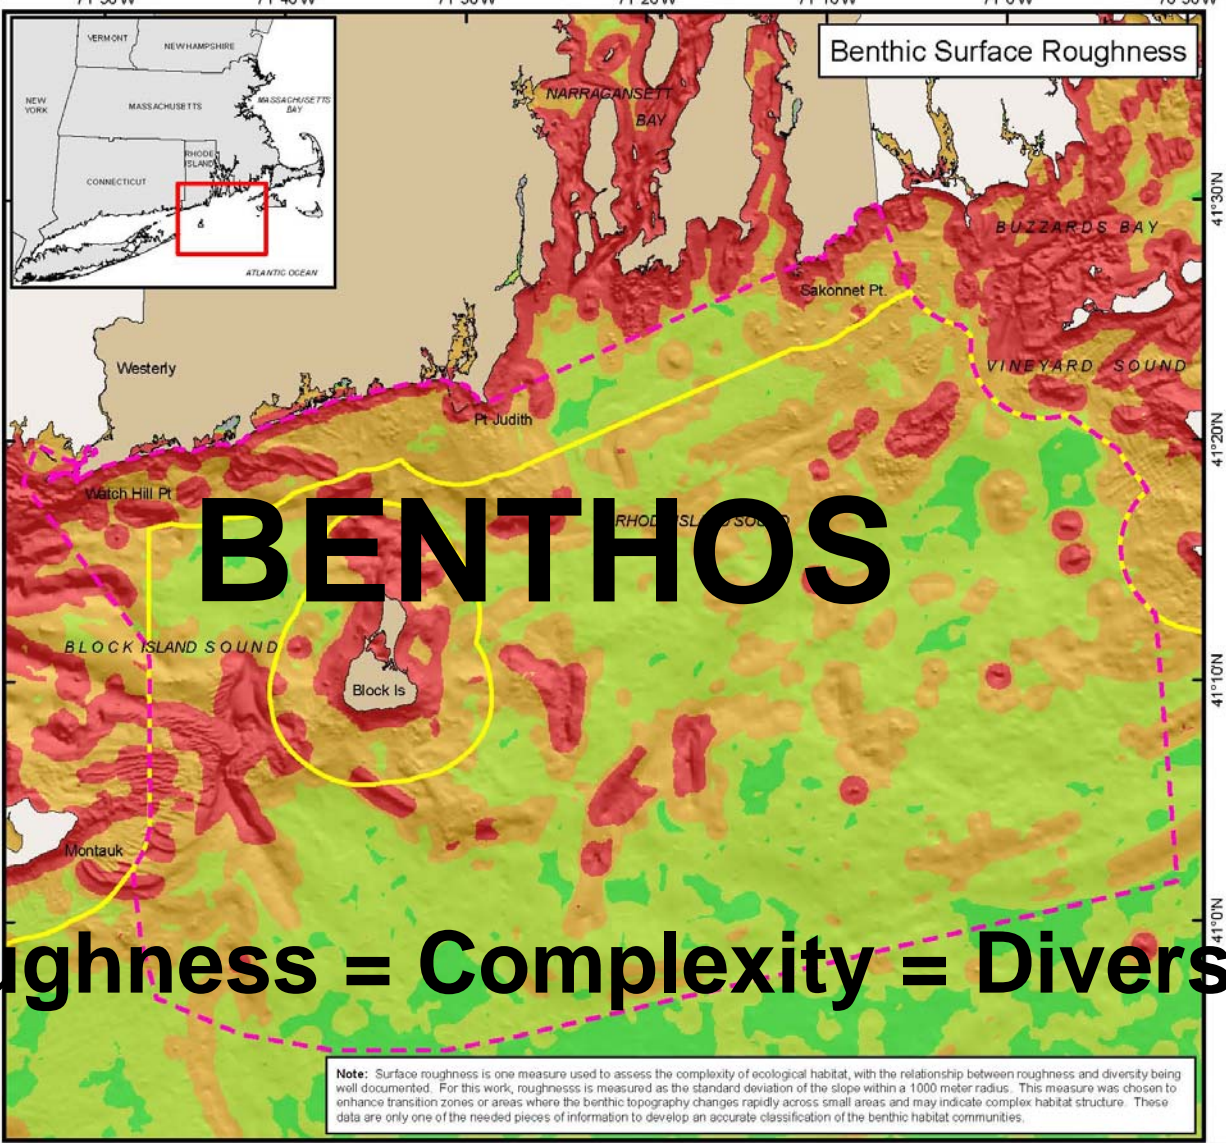 Benthic Surface Roughness
VERMONT
NEW HAMPSHIRE
NEW
YORK
MASSACHUSETTS
MASSACHUSETTS
BAY
RHODE
ISLAND
CONNECTICUT
ATLANTIC OCEAN
NARRAGANSETT
BAY
41°30'N
BUZZARDS BAY
Sakonnet Pt.
Westerly
VINEYARD SOUND
Pt Judith
41°20'N
Watch Hill Pt
RHODE ISLAND SOUND
BENTHOS
BLOCK ISLAND SOUND
Block Is
41°10'N
Montauk
41°0'N
ughness = Complexity = Divers
Note: Surface roughness is one measure used to assess the complexity of ecological habitat, with the relationship between roughness and diversity being
well documented. For this work, roughnesss is measured as the standard deviation of the slope within a 1000 meter radius. This measure was chosen to
enhance transition zones or areas where the benthic topography changes rapidly across small areas and may indicate complex habitat structure. These
data are only one of the needed pieces of information to develop an accurate classification of the benthic habitat communities.